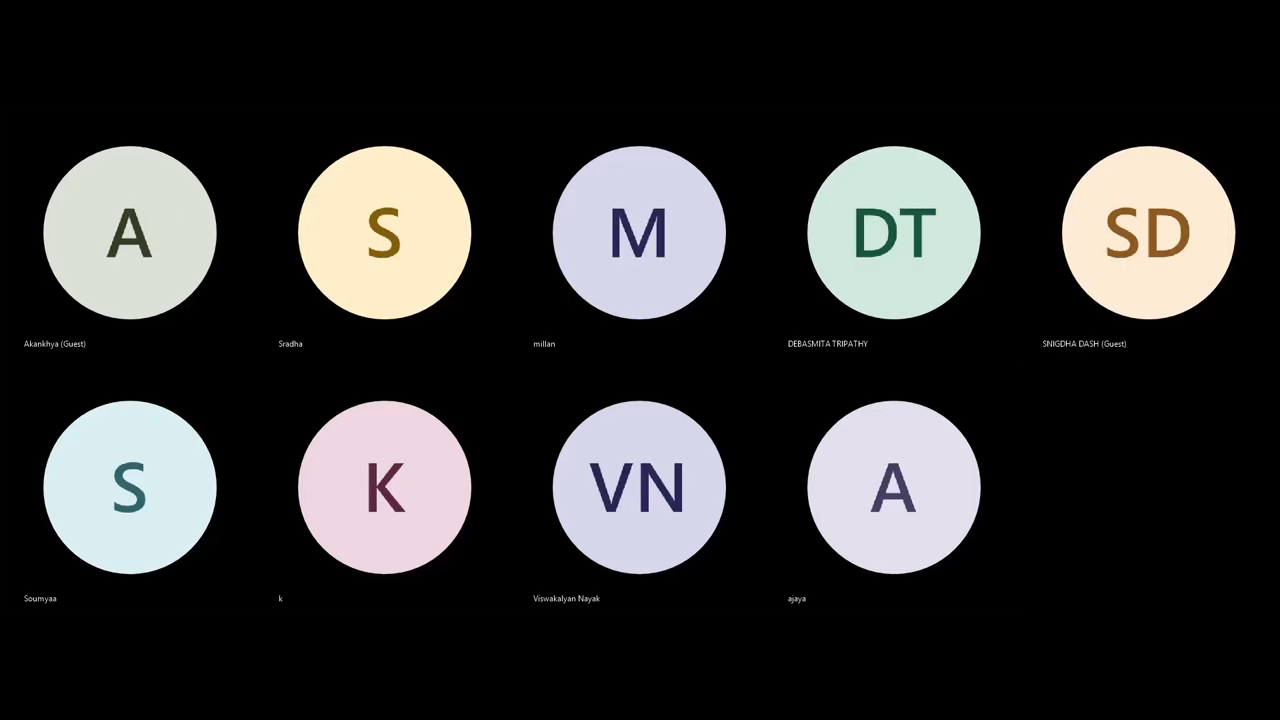 A
S
M
DT
SD
Akankhya (Guest)
Sradha
millan
DEBASMITA TRIPATHY
SNIGDHA DASH (Guest)
S
K
VN
A
Soumyaa
k
Viswakalyan Nayak
ajaya